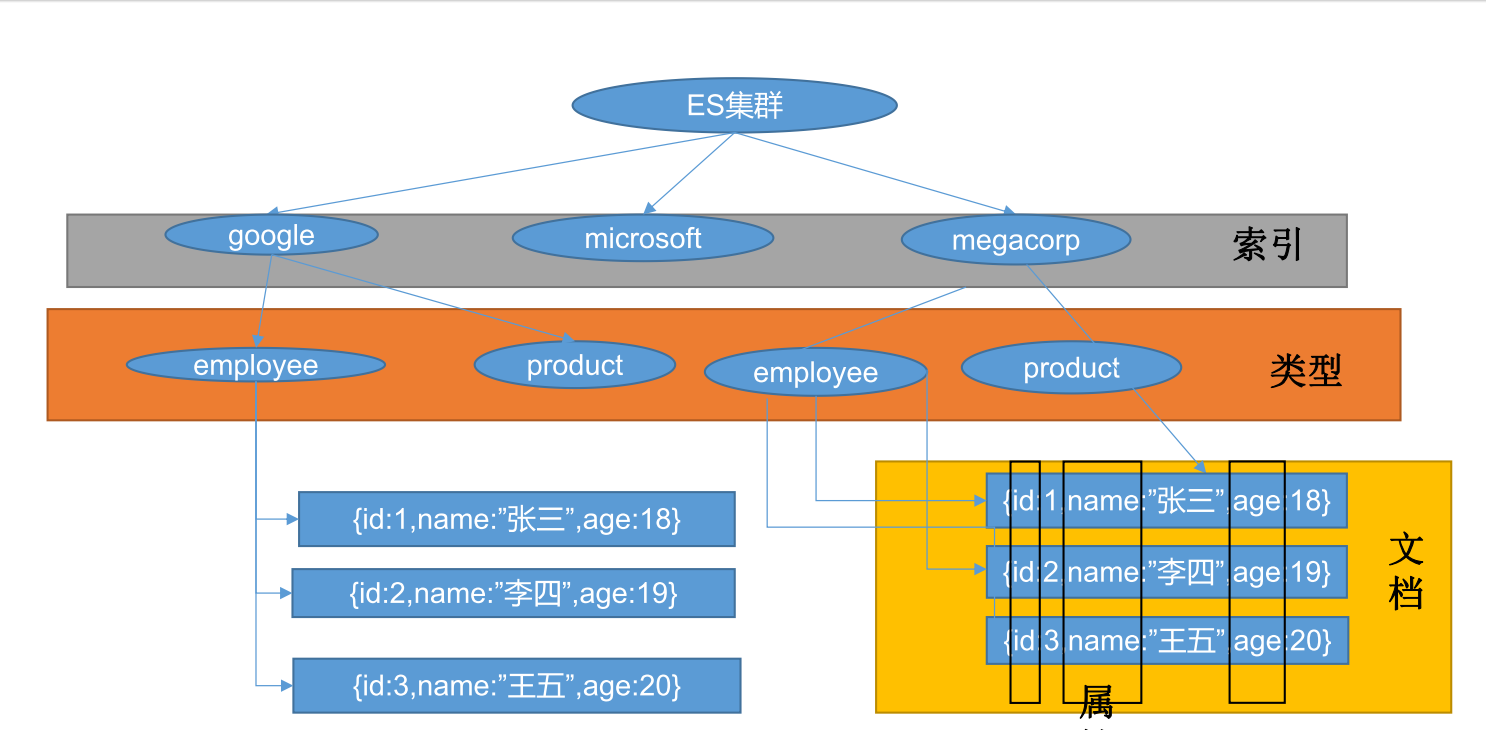 ES集群
google
microsoft
megacorp
索引
employee
product
employee
product
类型
{id:1,name:”张三”,age:18}
{id:2,name:”李四”,age:19}
{id:3,name:”王五”,age:20}
{id:1,name:”张三”,age:18}
{id:2,name:”李四”,age:19}
{id:3,name:”王五”,age:20}
文
档
属